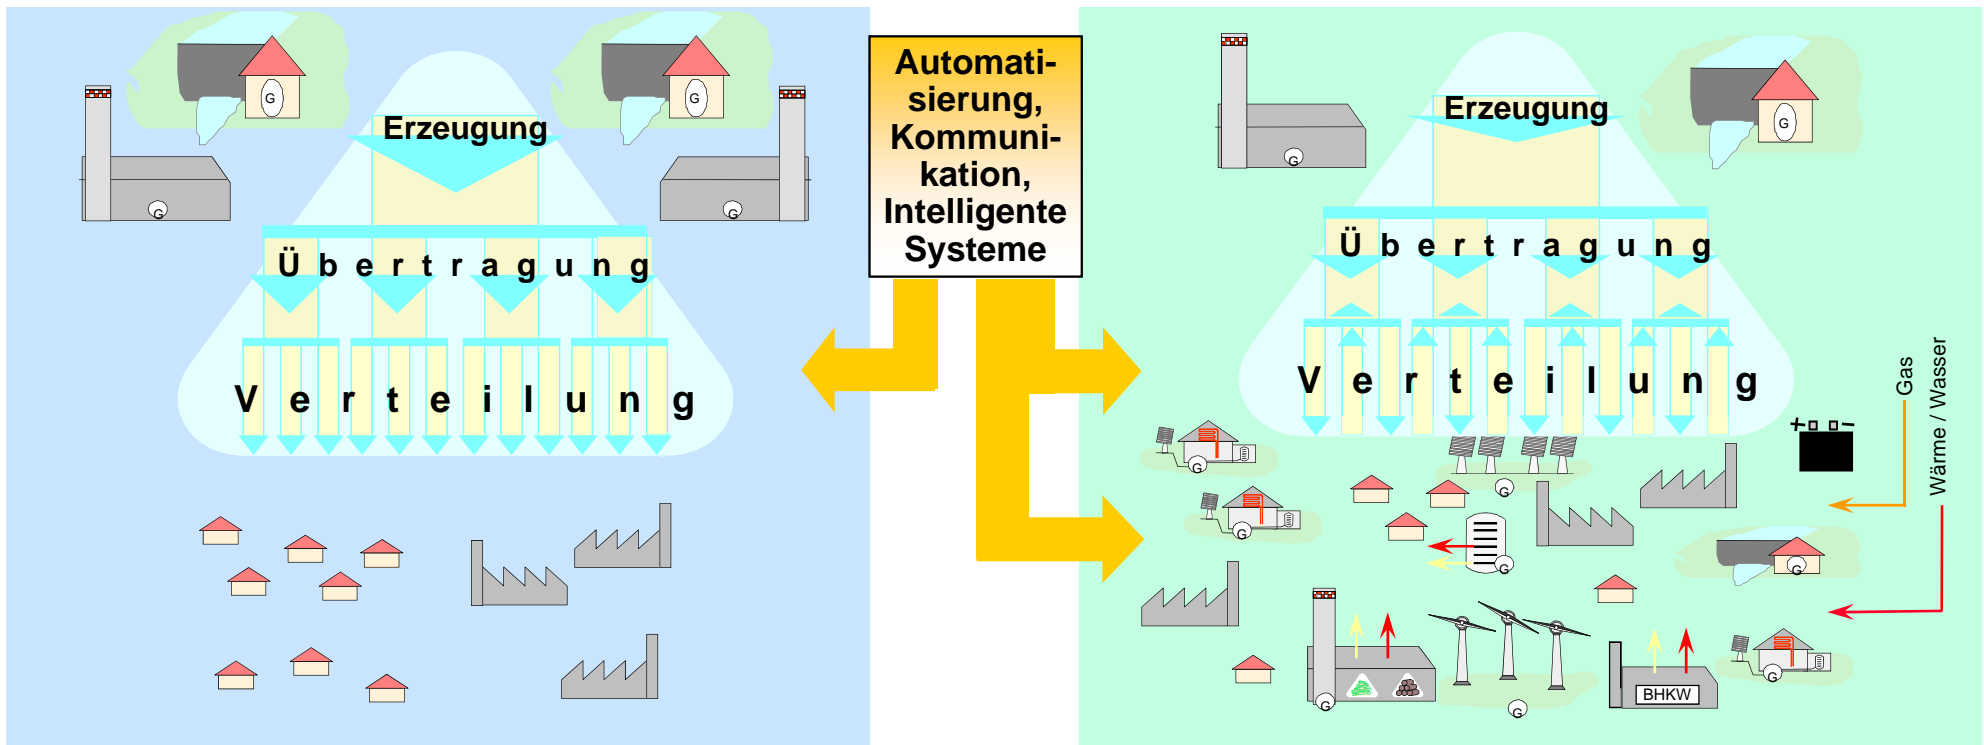 G
G
Erzeugung
G
G
Übertragung
Verteilung
Automati-
sierung,
Kommuni-
kation,
Intelligente
Systeme
Erzeugung
G
G
Übertragung
Verteilung
Gas
Wärme / Wasser
+ −
G
G
G
G
G
G
G
G
G
BHKW